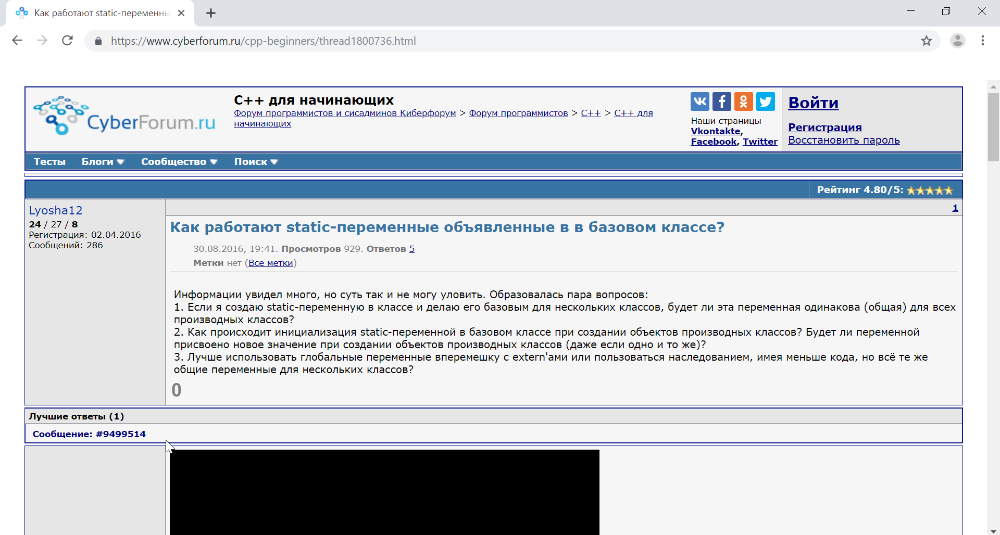 Как работают static-переменны
https://www.cyberforum.ru/cpp-beginners/thread1800736.html
CyberForum.ru
C++ для начинающих
Форум программистов и сисадминов Киберфорум > Форум программистов > C++ > C++ для
начинающих
Наши страницы
Vkontakte,
Facebook, Twitter
Войти
Регистрация
Восстановить пароль
Тесты Блоги Сообщество Поиск
Рейтинг 4.80/5:
Lyosha12
24 / 27 / 8
Регистрация: 02.04.2016
Сообщений: 286
1
Как работают static-переменные объявленные в в базовом классе?
30.08.2016, 19:41. Просмотров 929. Ответов 5
Метки нет (Все метки)
Информации увидел много, но суть так и не могу уловить. Образовалась пара вопросов:
1. Если я создаю static-переменную в классе и делаю его базовым для нескольких классов, будет ли эта переменная одинакова (общая) для всех
производных классов?
2. Как происходит инициализация static-переменной в базовом классе при создании объектов производных классов? Будет ли переменной
присвоено новое значение при создании объектов производных классов (даже если одно и то же)?
3. Лучше использовать глобальные переменные вперемешку с extern'ами или пользоваться наследованием, имея меньше кода, но всё те же
общие переменные для нескольких классов?
0
Лучшие ответы (1)
Сообщение: #9499514